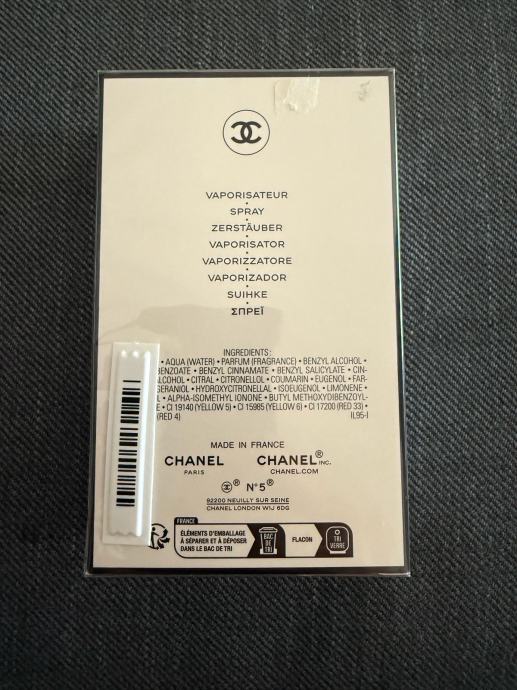 VAPORISATEUR
SPRAY
ZERSTÄUBER
VAPORISATOR
VAPORIZZATORE
VAPORIZADOR
SUIHKE
ΣΠΡΕΪ
INGREDIENTS:
• AQUA (WATER) • PARFUM (FRAGRANCE) • BENZYL ALCOHOL •
BENZOATE • BENZYL CINNAMATE • BENZYL SALICYLATE • CIN-
ALCOHOL • CITRAL • CITRONELLOL • COUMARIN • EUGENOL • FAR-
GERANIOL • HYDROXYCITRONELLAL • ISOEUGENOL • LIMONENE •
L • ALPHA-ISOMETHYL IONONE • BUTYL METHOXYDIBENZOYL-
E • CI 19140 (YELLOW 5) • CI 15985 (YELLOW 6) • CI 17200 (RED 33) •
(RED 4) IL95-I
MADE IN FRANCE
CHANEL CHANEL® INC.
PARIS CHANEL.COM
® N°5®
92200 NEUILLY SUR SEINE
CHANEL LONDON W1J 6DG
FRANCE
ÉLÉMENTS D'EMBALLAGE
À SÉPARER ET À DÉPOSER
DANS LE BAC DE TRI
BAC
DE
TRI
FLACON
TRI
VERRE